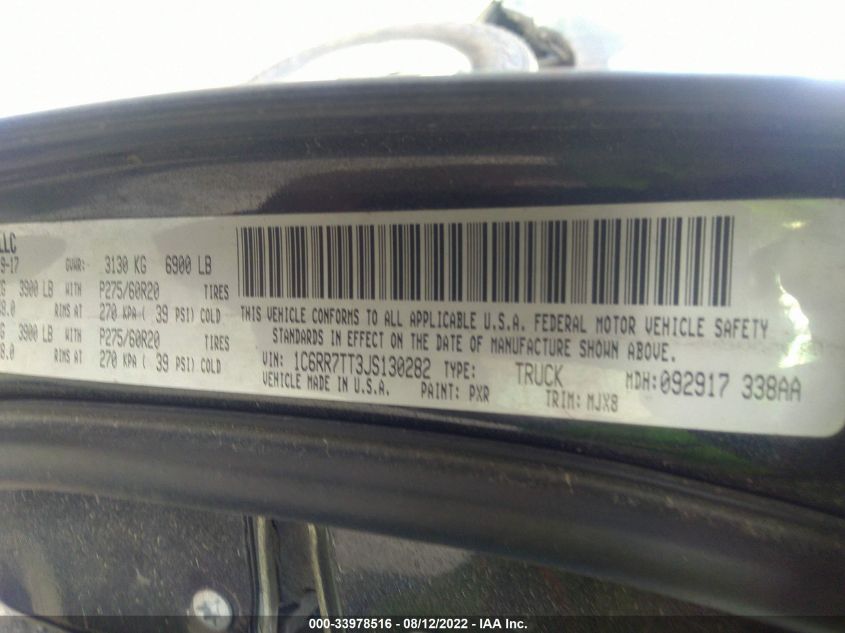 LLC
9-17 GVWR: 3130 KG 6900 LB
KG 3900 LB WITH P275/60R20 TIRES
8.0 RIMS AT 270 KPA ( 39 PSI) COLD
KG 3900 LB WITH P275/60R20 TIRES
8.0 RIMS AT 270 KPA ( 39 PSI) COLD
THIS VEHICLE CONFORMS TO ALL APPLICABLE U.S.A. FEDERAL MOTOR VEHICLE SAFETY
STANDARDS IN EFFECT ON THE DATE OF MANUFACTURE SHOWN ABOVE.
VIN: 1C6RR7TT3JS130282 TYPE: TRUCK MDH:092917 338AA
VEHICLE MADE IN U.S.A. PAINT: PXR TRIM: MJX8
000-33978516 - 08/12/2022 - IAA Inc.